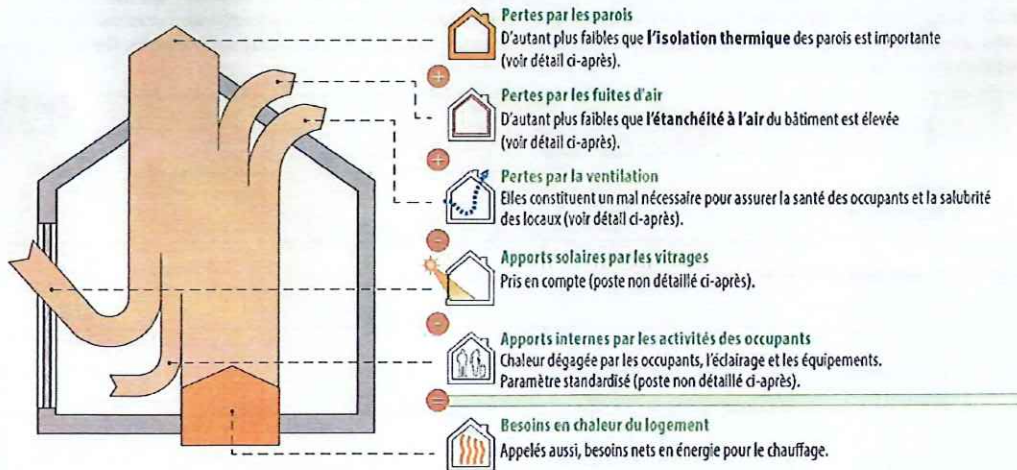 Pertes par les parois
D'autant plus faibles que l'isolation thermique des parois est importante
(voir détail ci-après).
+
Pertes par les fuites d'air
D'autant plus faibles que l'étanchéité à l'air du bâtiment est élevée
(voir détail ci-après).
+
Pertes par la ventilation
Elles constituent un mal nécessaire pour assurer la santé des occupants et la salubrité
des locaux (voir détail ci-après).
-
Apports solaires par les vitrages
Pris en compte (poste non détaillé ci-après).
-
Apports internes par les activités des occupants
Chaleur dégagée par les occupants, l'éclairage et les équipements.
Paramètre standardisé (poste non détaillé ci-après).
=
Besoins en chaleur du logement
Appelés aussi, besoins nets en énergie pour le chauffage.